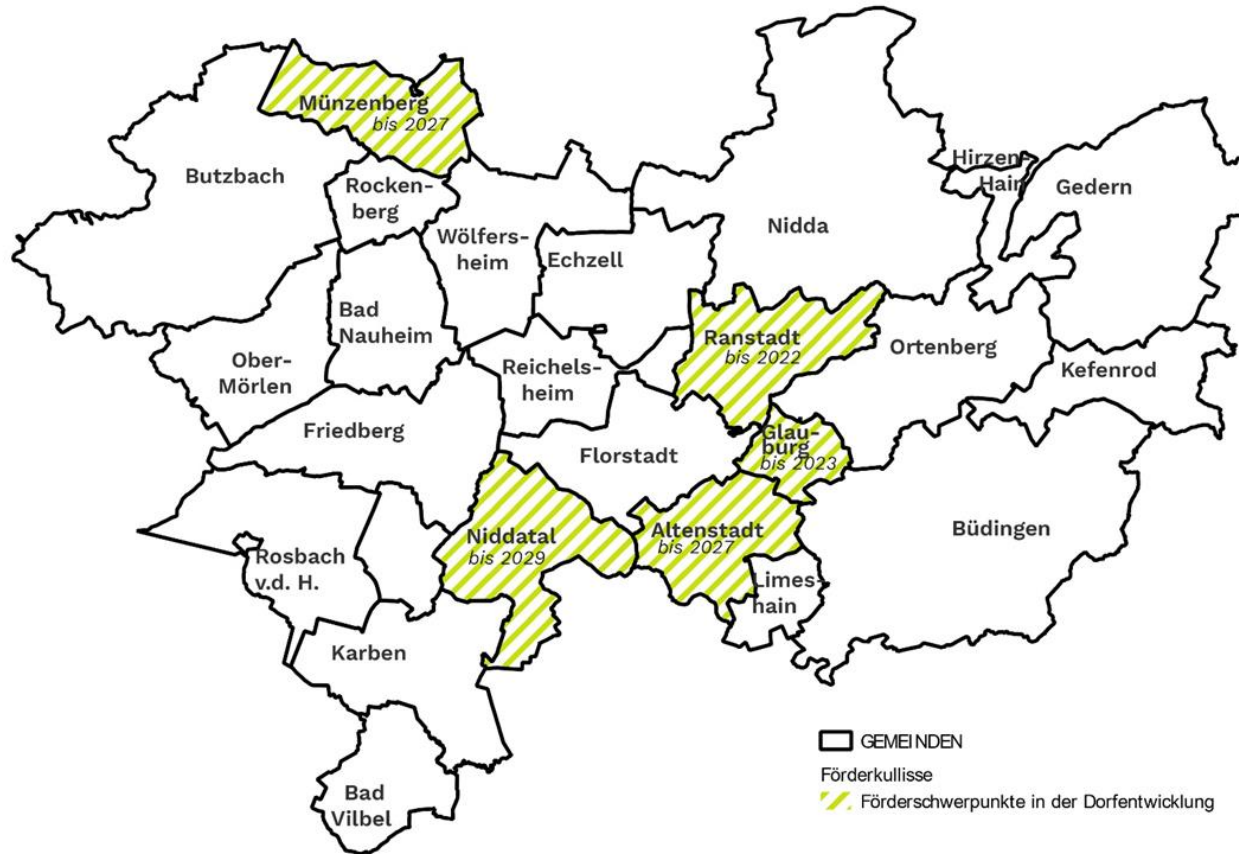 Münzenberg
bis 2027
Butzbach
Rocken-
berg
Hirzen-
Hain
Gedern
Nidda
Wölfers-
heim
Echzell
Bad
Nauheim
Ranstadt
bis 2022
Ortenberg
Ober-
Mörlen
Reichels-
heim
Kefenrod
Friedberg
Florstadt
Glau-
burg
bis 2023
Niddatal
bis 2029
Altenstadt
bis 2027
Büdingen
Rosbach
v.d. H.
Limes-
hain
Karben
Bad
Vilbel
GEMEINDEN
Förderkullisse
Förderschwerpunkte in der Dorfentwicklung